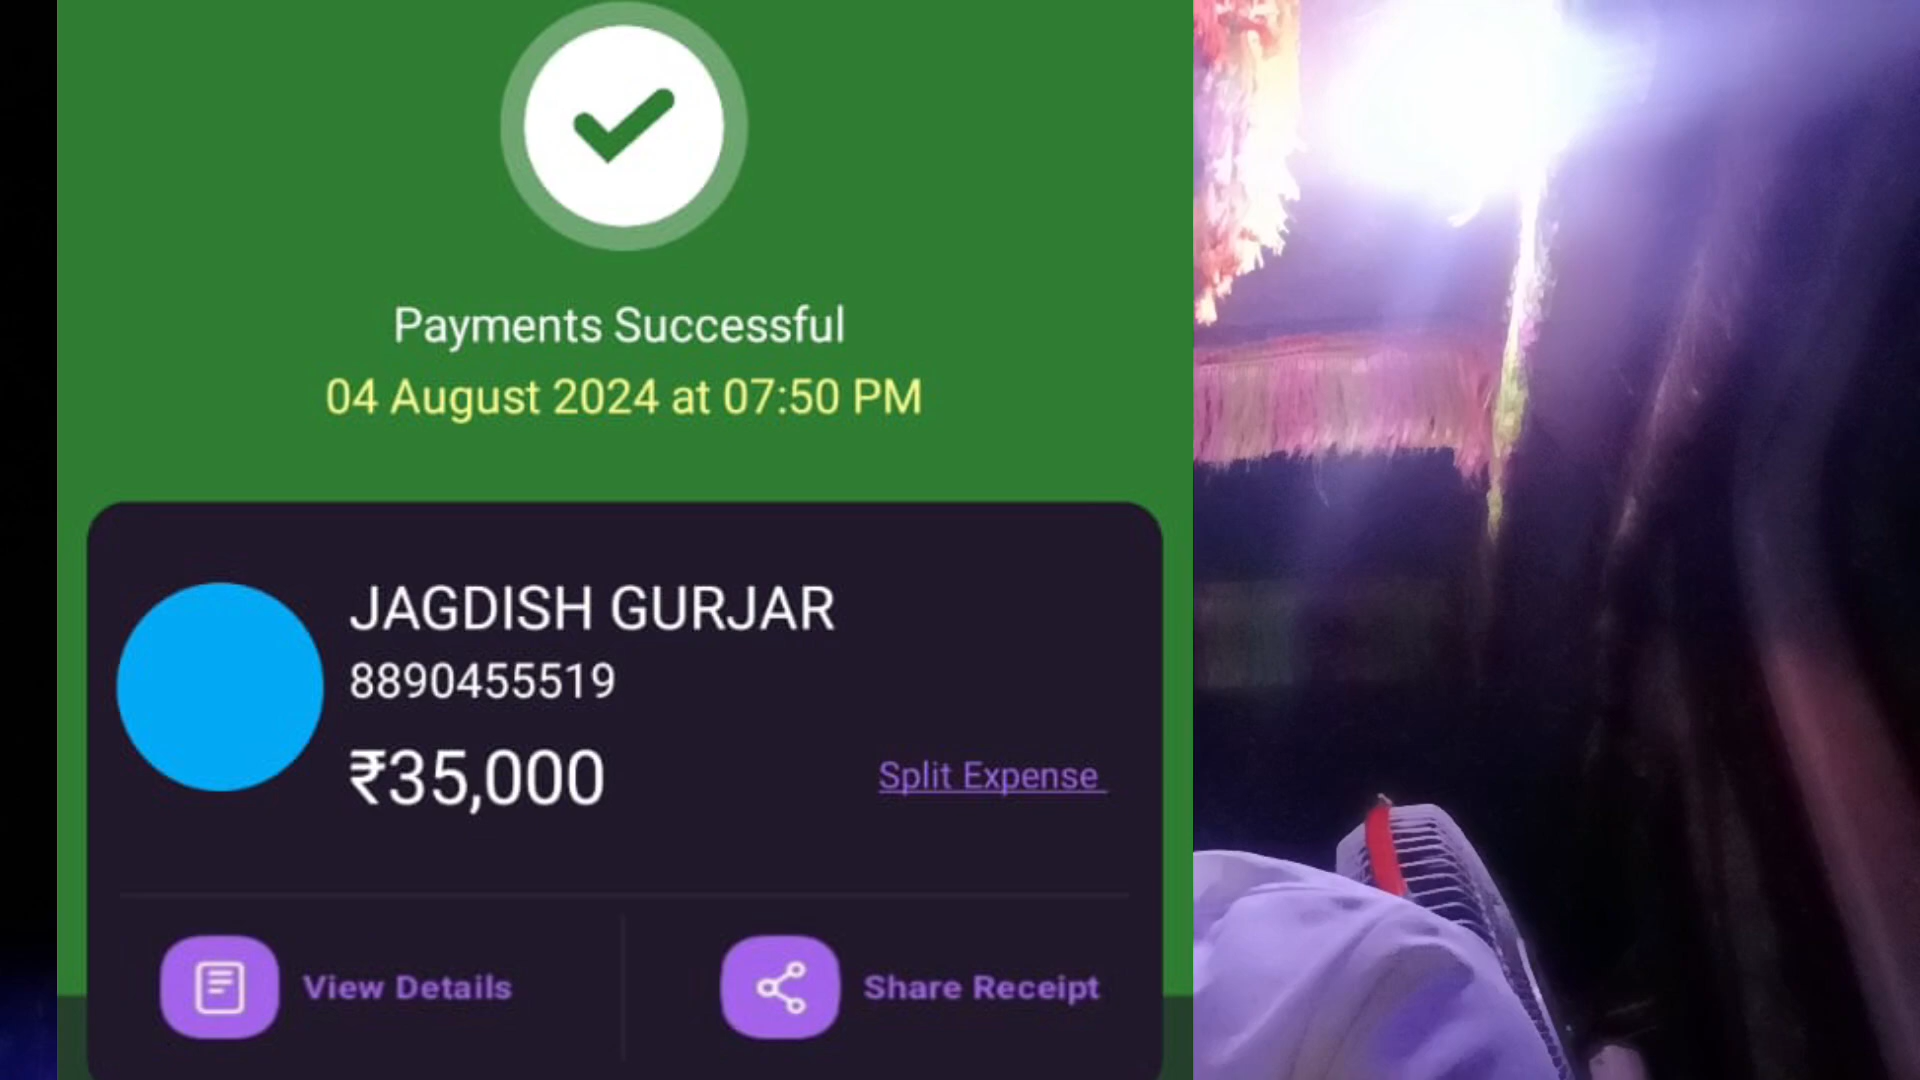 Payments Successful
04 August 2024 at 07:50 PM
JAGDISH GURJAR
8890455519
₹35,000
Split Expense
View Details
Share Receipt